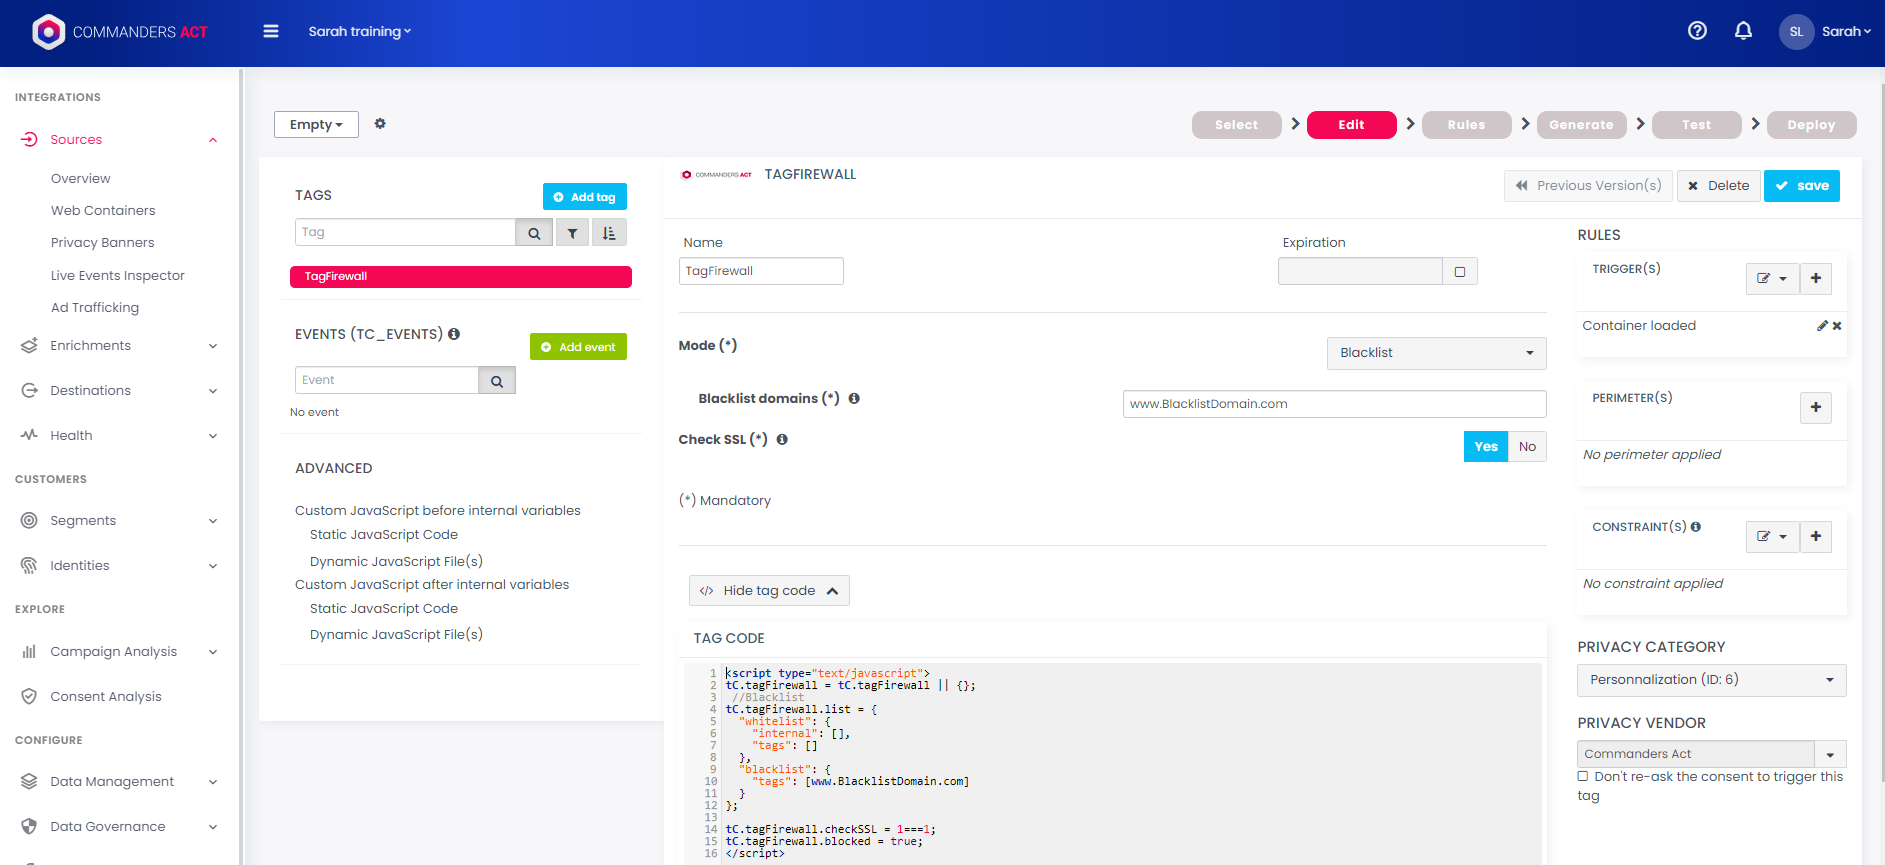 COMMANDERS ACT
Sarah training
SL
Sarah
INTEGRATIONS
Sources
Overview
Web Containers
Privacy Banners
Live Events Inspector
Ad Trafficking
Enrichments
Destinations
Health
CUSTOMERS
Segments
Identities
EXPLORE
Campaign Analysis
Consent Analysis
CONFIGURE
Data Management
Data Governance
Empty
Select
Edit
Rules
Generate
Test
Deploy
TAGS
Add tag
Tag
TagFirewall
EVENTS (TC_EVENTS)
Add event
Event
No event
ADVANCED
Custom JavaScript before internal variables
Static JavaScript Code
Dynamic JavaScript File(s)
Custom JavaScript after internal variables
Static JavaScript Code
Dynamic JavaScript File(s)
COMMANDERS ACT
TAGFIREWALL
Previous Version(s)
Delete
save
Name
Expiration
TagFirewall
Mode (*)
Blacklist
Blacklist domains (*)
www.BlacklistDomain.com
Check SSL (*)
Yes
No
(*) Mandatory
Hide tag code
TAG CODE
1 <script type="text/javascript">
2 tC.tagFirewall = tC.tagFirewall || {};
3 //Blacklist
4 tC.tagFirewall.list = {
5 "whitelist": {
6 "internal": [],
7 "tags": []
8 },
9 "blacklist": {
10 "tags": [www.BlacklistDomain.com]
11 }
12 };
13
14 tC.tagFirewall.checkSSL = 1===1;
15 tC.tagFirewall.blocked = true;
16 </script>
RULES
TRIGGER(S)
Container loaded
PERIMETER(S)
No perimeter applied
CONSTRAINT(S)
No constraint applied
PRIVACY CATEGORY
Personnalization (ID: 6)
PRIVACY VENDOR
Commanders Act
Don't re-ask the consent to trigger this
tag